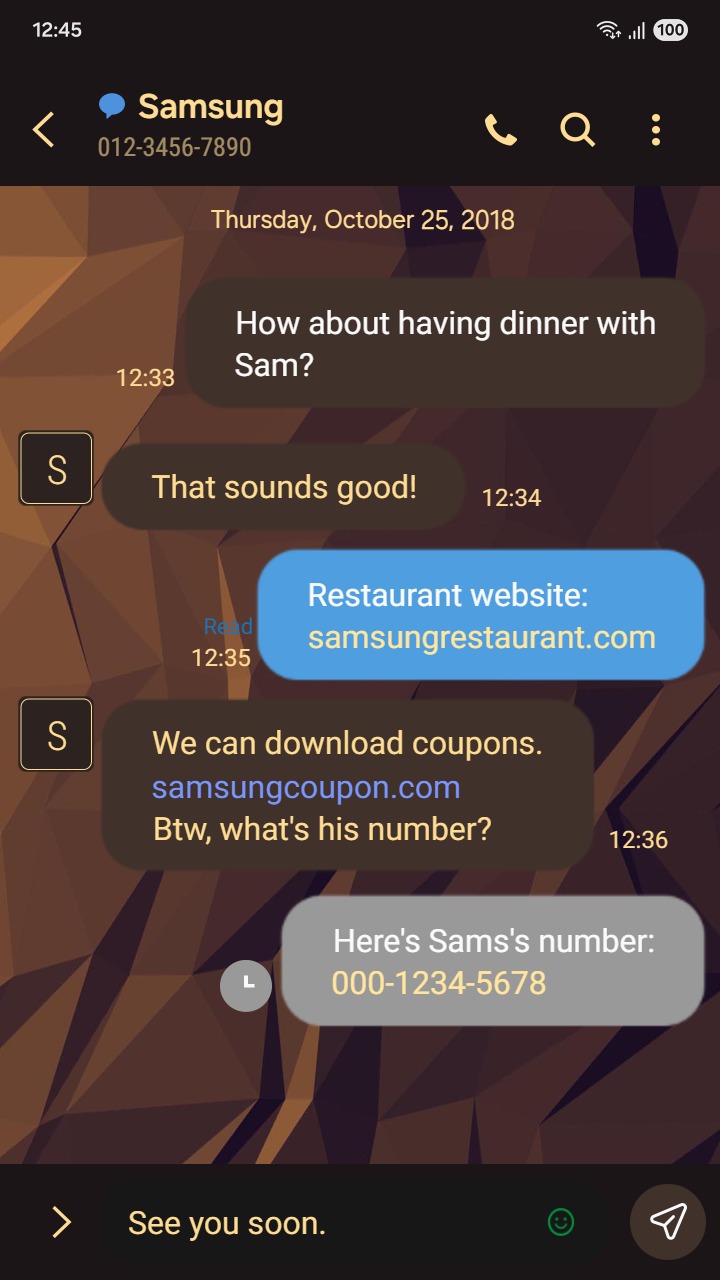 12:45
100
Samsung
012-3456-7890
Thursday, October 25, 2018
How about having dinner with
Sam?
12:33
S
That sounds good!
12:34
Restaurant website:
samsungrestaurant.com
Read
12:35
S
We can download coupons.
samsungcoupon.com
Btw, what's his number?
12:36
Here's Sams's number:
000-1234-5678
See you soon.